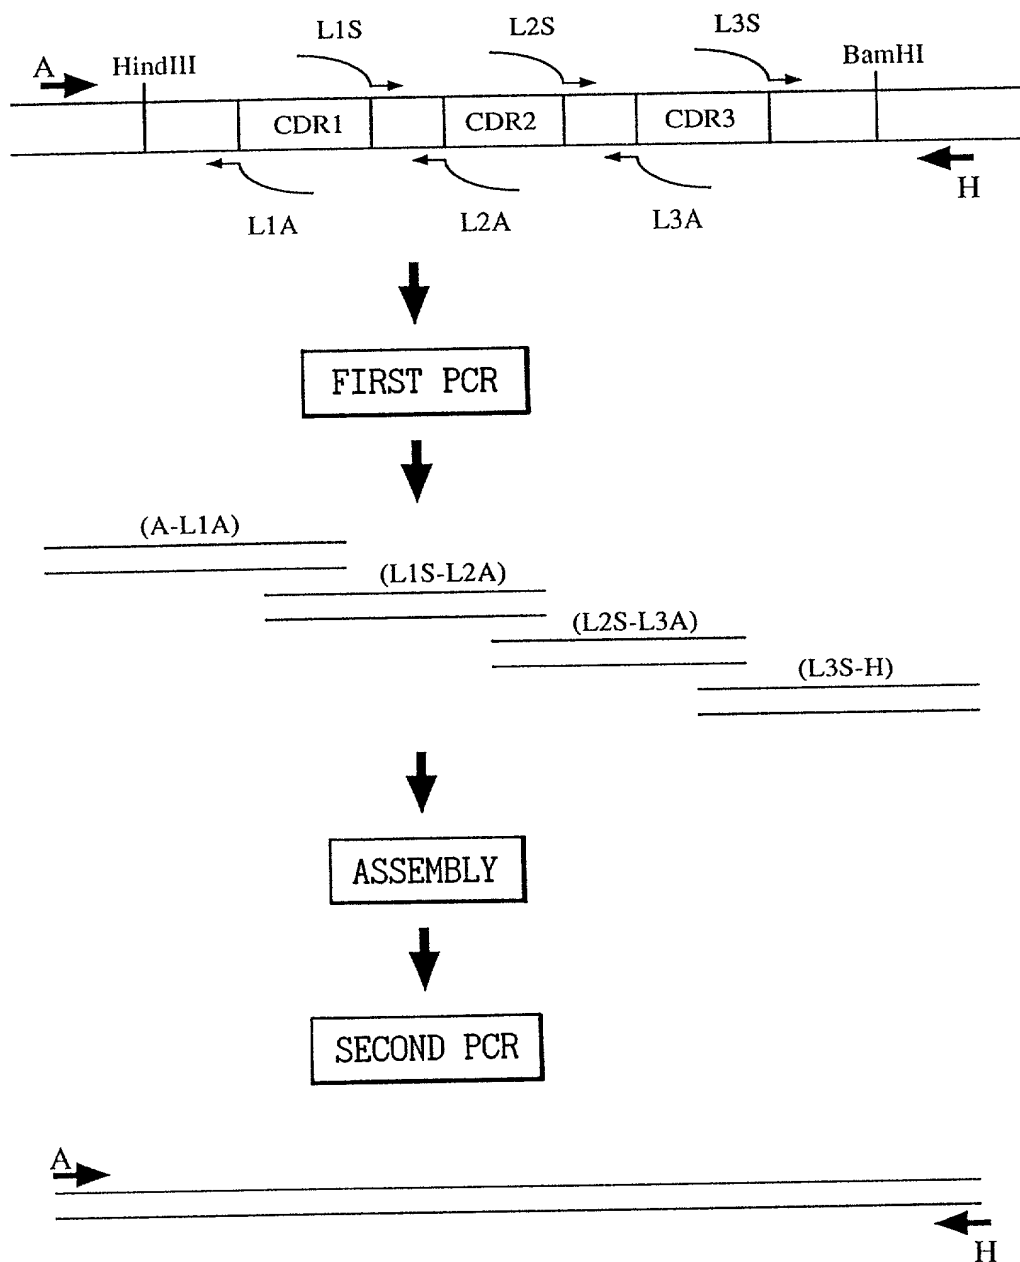 L1S
L2S
L3S
A
HindIII
BamHI
CDR1
CDR2
CDR3
H
L1A
L2A
L3A
FIRST PCR
(A-L1A)
(L1S-L2A)
(L2S-L3A)
(L3S-H)
ASSEMBLY
SECOND PCR
A
H